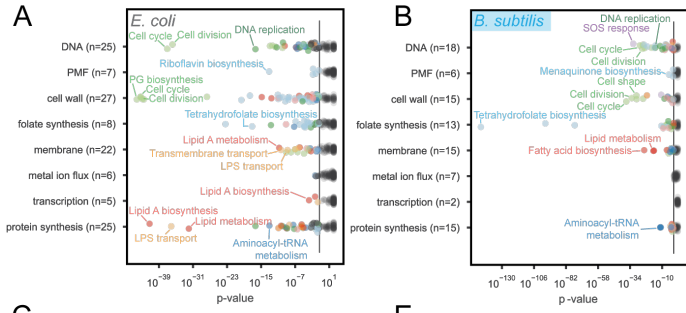 A
E. coli
Cell cycle
Cell division
DNA replication
Riboflavin biosynthesis
PG biosynthesis
Cell cycle
Cell division
Tetrahydrofolate biosynthesis
Lipid A metabolism
Transmembrane transport
LPS transport
Lipid A biosynthesis
Lipid A biosynthesis
Lipid metabolism
LPS transport
Aminoacyl-tRNA
metabolism
DNA (n=25)
PMF (n=7)
cell wall (n=27)
folate synthesis (n=8)
membrane (n=22)
metal ion flux (n=6)
transcription (n=5)
protein synthesis (n=25)
10⁻³⁹ 10⁻³¹ 10⁻²³ 10⁻¹⁵ 10⁻⁷ 10¹
p-value
B
B. subtilis
DNA replication
SOS response
Cell cycle
Cell division
Menaquinone biosynthesis
Cell shape
Cell division
Cell cycle
Tetrahydrofolate biosynthesis
Lipid metabolism
Fatty acid biosynthesis
Aminoacyl-tRNA
metabolism
DNA (n=18)
PMF (n=6)
cell wall (n=15)
folate synthesis (n=13)
membrane (n=15)
metal ion flux (n=7)
transcription (n=2)
protein synthesis (n=15)
10⁻¹³⁰ 10⁻¹⁰⁶ 10⁻⁸² 10⁻⁵⁸ 10⁻³⁴ 10⁻¹⁰
p-value